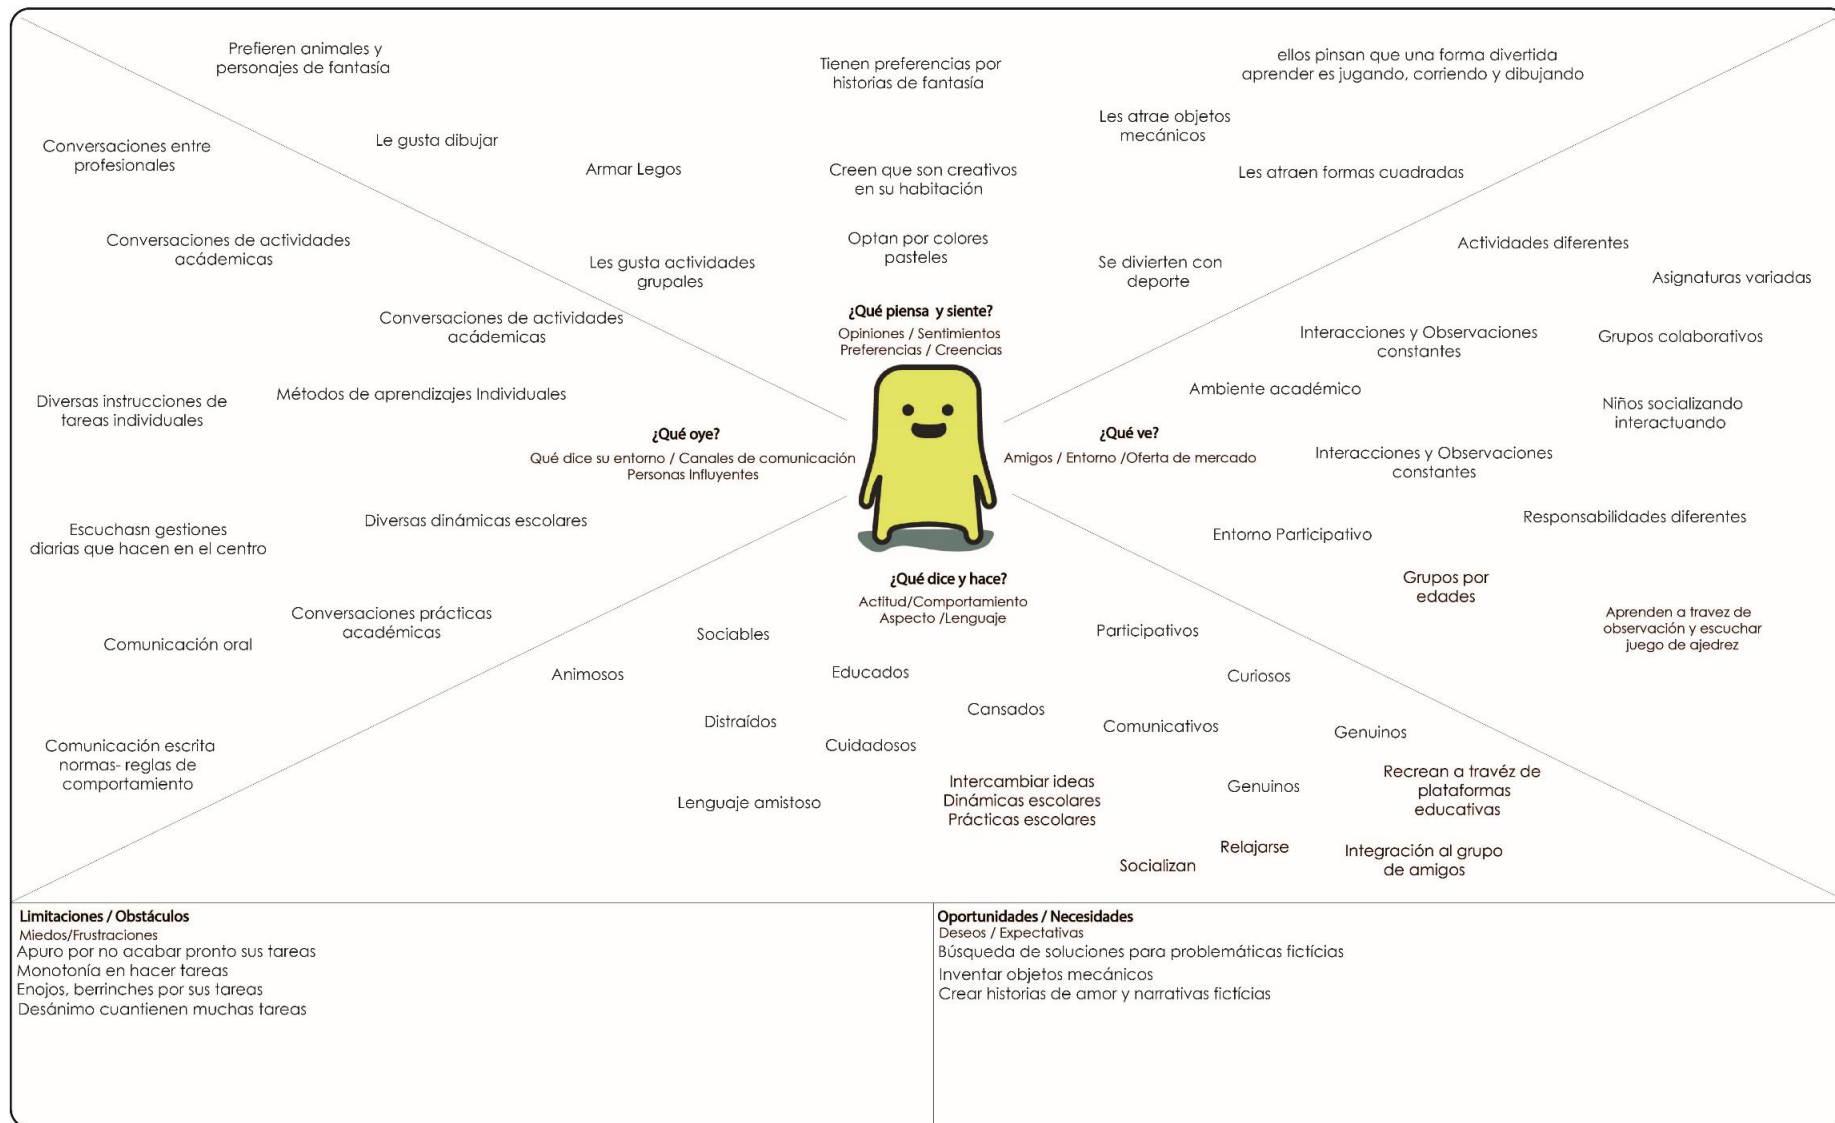 Prefieren animales y
personajes de fantasía
Tienen preferencias por
historias de fantasía
ellos pinsan que una forma divertida
aprender es jugando, corriendo y dibujando
Les atrae objetos
mecánicos
Le gusta dibujar
Armar Legos
Creen que son creativos
en su habitación
Les atraen formas cuadradas
Les gusta actividades
grupales
Optan por colores
pasteles
Se divierten con
deporte
¿Qué piensa y siente?
Opiniones / Sentimientos
Preferencias / Creencias
Conversaciones entre
profesionales
Conversaciones de actividades
acádemicas
Conversaciones de actividades
acádemicas
Diversas instrucciones de
tareas individuales
Métodos de aprendizajes Individuales
¿Qué oye?
Qué dice su entorno / Canales de comunicación
Personas Influyentes
Escuchasn gestiones
diarias que hacen en el centro
Diversas dinámicas escolares
Conversaciones prácticas
académicas
Comunicación oral
Comunicación escrita
normas- reglas de
comportamiento
Actividades diferentes
Asignaturas variadas
Interacciones y Observaciones
constantes
Grupos colaborativos
Ambiente académico
Niños socializando
interactuando
¿Qué ve?
Amigos / Entorno /Oferta de mercado
Interacciones y Observaciones
constantes
Responsabilidades diferentes
Entorno Participativo
Grupos por
edades
Aprenden a travez de
observación y escuchar
juego de ajedrez
¿Qué dice y hace?
Actitud/Comportamiento
Aspecto /Lenguaje
Sociables
Participativos
Animosos
Educados
Curiosos
Cansados
Distraídos
Comunicativos
Genuinos
Cuidadosos
Intercambiar ideas
Dinámicas escolares
Prácticas escolares
Genuinos
Recrean a travéz de
plataformas
educativas
Lenguaje amistoso
Relajarse
Socializan
Integración al grupo
de amigos
Limitaciones / Obstáculos
Miedos/Frustraciones
Apuro por no acabar pronto sus tareas
Monotonía en hacer tareas
Enojos, berrinches por sus tareas
Desánimo cuantienen muchas tareas
Oportunidades / Necesidades
Deseos / Expectativas
Búsqueda de soluciones para problemáticas fictícias
Inventar objetos mecánicos
Crear historias de amor y narrativas fictícias